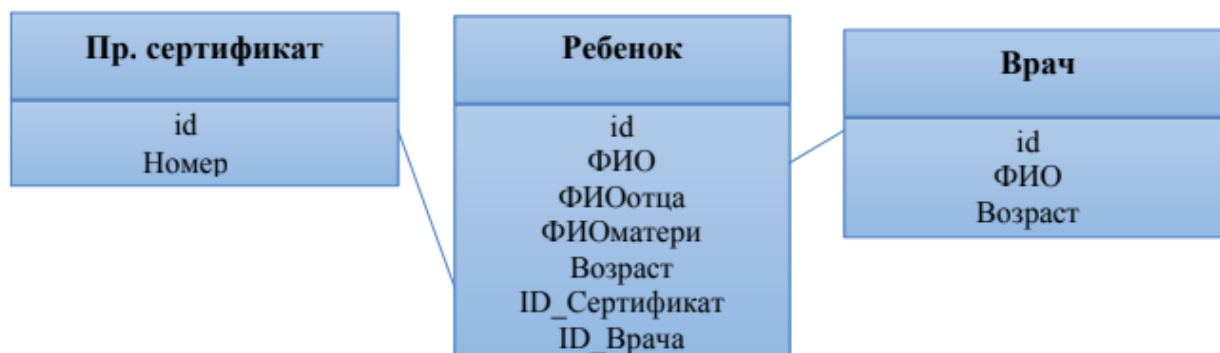 Пр. сертификат
id
Номер
Ребенок
id
ФИО
ФИОотца
ФИОматери
Возраст
ID_Сертификат
ID_Врача
Врач
id
ФИО
Возраст